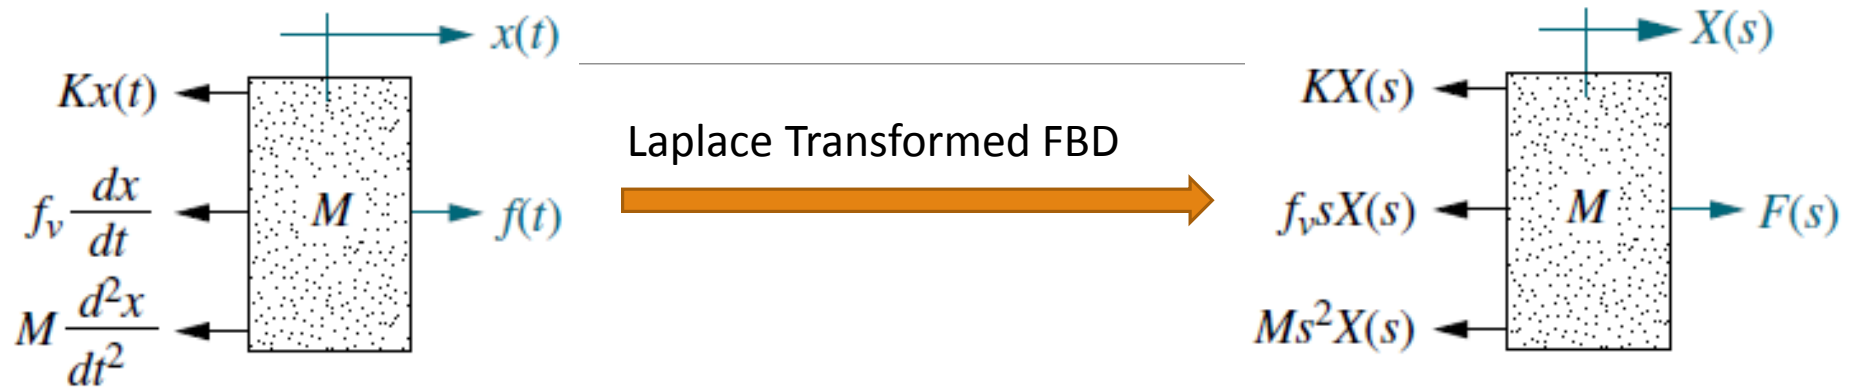 x(t)
Kx(t)
f_v dx/dt
M
f(t)
M d²x/dt²
Laplace Transformed FBD
X(s)
KX(s)
f_v sX(s)
M
F(s)
Ms²X(s)